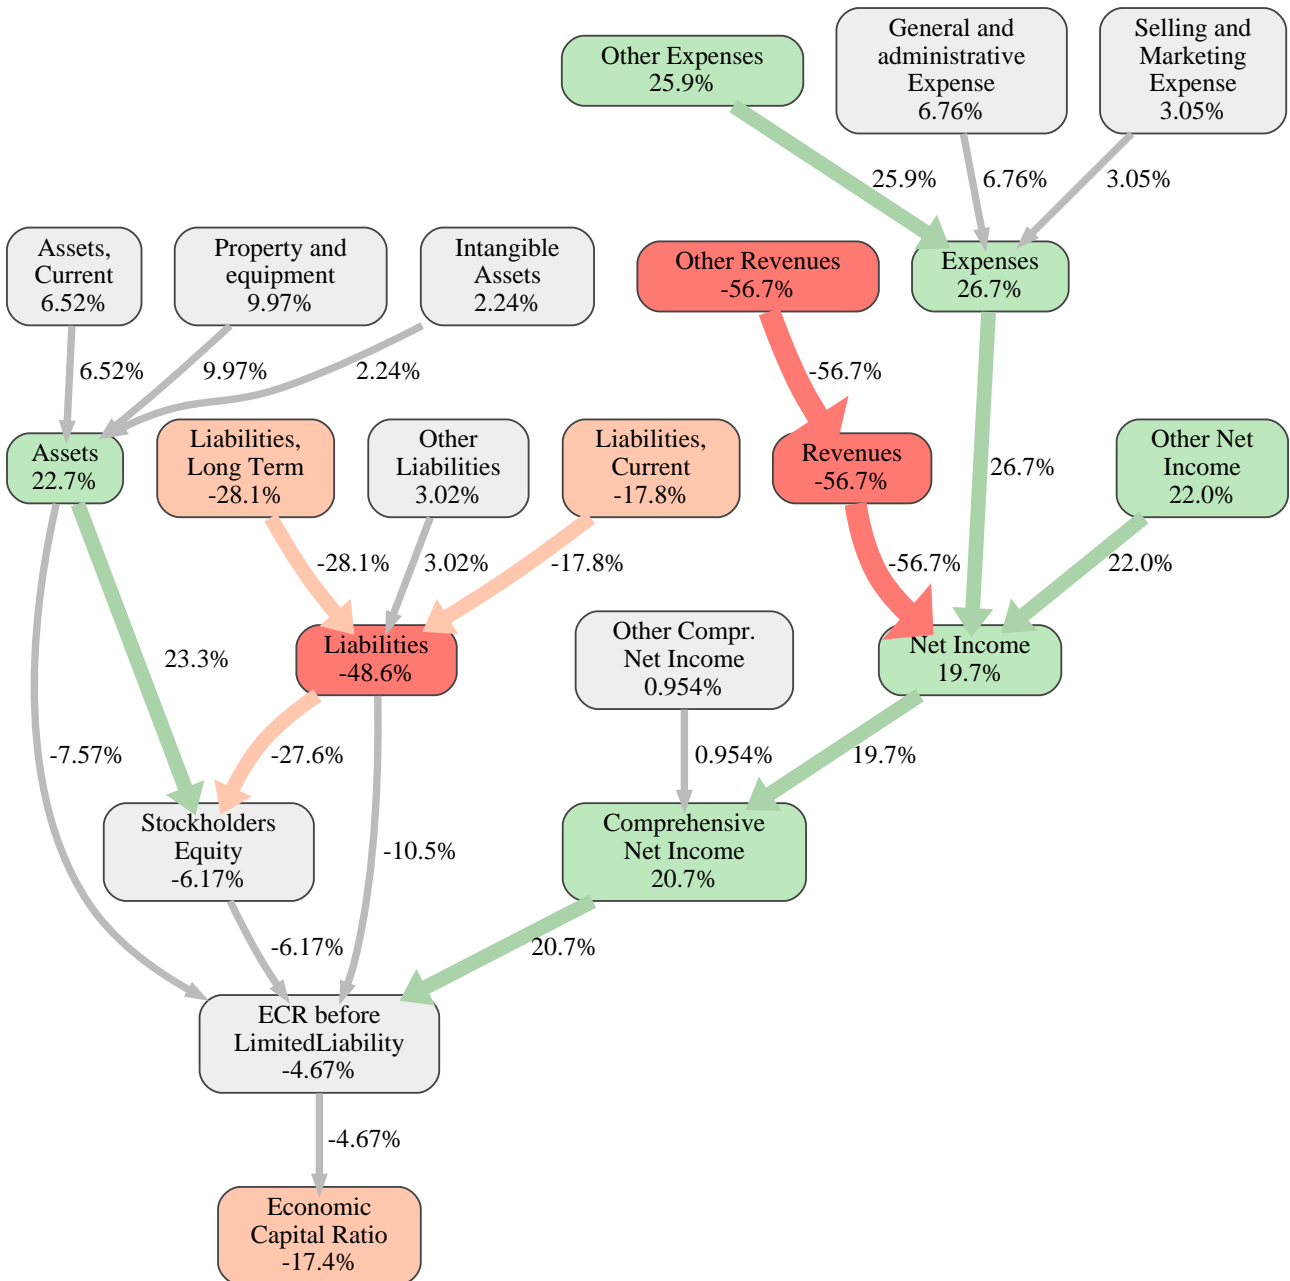 Other Expenses
25.9%
General and
administrative
Expense
6.76%
Selling and
Marketing
Expense
3.05%
25.9%
6.76%
3.05%
Assets,
Current
6.52%
Property and
equipment
9.97%
Intangible
Assets
2.24%
Other Revenues
-56.7%
Expenses
26.7%
6.52%
9.97%
2.24%
-56.7%
Assets
22.7%
Liabilities,
Long Term
-28.1%
Other
Liabilities
3.02%
Liabilities,
Current
-17.8%
Revenues
-56.7%
26.7%
Other Net
Income
22.0%
-28.1%
3.02%
-17.8%
-56.7%
22.0%
23.3%
Liabilities
-48.6%
Other Compr.
Net Income
0.954%
Net Income
19.7%
-7.57%
-27.6%
0.954%
19.7%
Stockholders
Equity
-6.17%
-10.5%
Comprehensive
Net Income
20.7%
-6.17%
20.7%
ECR before
LimitedLiability
-4.67%
-4.67%
Economic
Capital Ratio
-17.4%